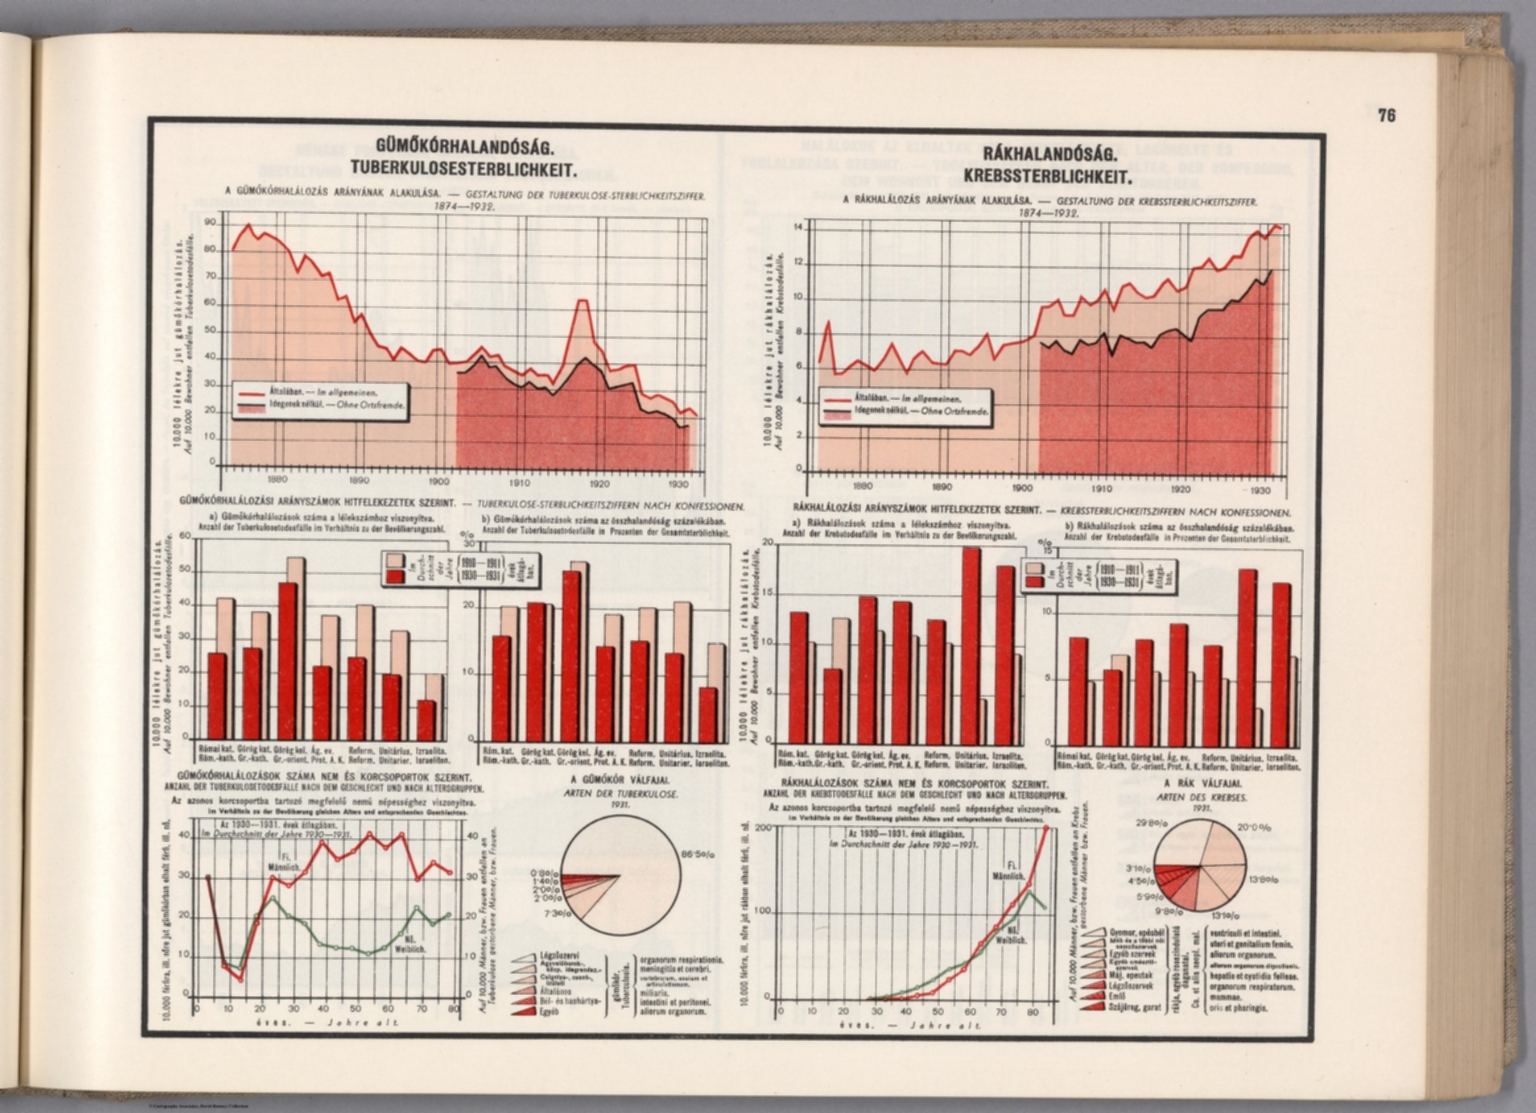 76
GÜMŐKÓRHALANDÓSÁG.
TUBERKULOSESTERBLICHKEIT.
A GÜMŐKÓRHALÁLOZÁS ARÁNYÁNAK ALAKULÁSA. — GESTALTUNG DER TUBERKULOSE-STERBLICHKEITSZIFFER.
1874—1932.
10.000 lélekre jut gümőkórhalálozás.
Auf 10.000 Bewohner entfallen Tuberkulosetodesfälle.
90
80
70
60
50
40
30
20
10
0
Általában. — Im allgemeinen.
Idegenek nélkül. — Ohne Ortsfremde.
1880 1890 1900 1910 1920 1930
GÜMŐKÓRHALÁLOZÁSI ARÁNYSZÁMOK HITFELEKEZETEK SZERINT. — TUBERKULOSE-STERBLICHKEITSZIFFERN NACH KONFESSIONEN.
a) Gümőkórhalálozások száma a lélekszámhoz viszonyitva.
Anzahl der Tuberkulosetodesfälle im Verhältnis zu der Bevölkerungszahl.
10.000 lélekre jut gümőkórhalálozás.
Auf 10.000 Bewohner entfallen Tuberkulosetodesfälle.
60
50
40
30
20
10
0
Im Durchschnitt der Jahre
1910—1911
1930—1931
évek átlagában.
Római kat. Görög kat. Görög kel. Ág. ev. Reform. Unitárius. Izraelita.
Röm.-kath. Gr.-kath. Gr.-orient. Prot. A. K. Reform. Unitarier. Israeliten.
b) Gümőkórhalálozások száma az összhalandóság százalékában.
Anzahl der Tuberkulosetodesfälle in Prozenten der Gesamtsterblichkeit.
%
30
20
10
0
Róm. kat. Görög kat. Görög kel. Ág. ev. Reform. Unitárius. Izraelita.
Röm.-kath. Gr.-kath. Gr.-orient. Prot. A. K. Reform. Unitarier. Israeliten.
GÜMŐKÓRHALÁLOZÁSOK SZÁMA NEM ÉS KORCSOPORTOK SZERINT.
ANZAHL DER TUBERKULOSETODESFÄLLE NACH DEM GESCHLECHT UND NACH ALTERSGRUPPEN.
Az azonos korcsoportba tartozó megfelelő nemű népességhez viszonyitva.
Im Verhältnis zu der Bevölkerung gleichen Alters und entsprechenden Geschlechtes.
Az 1930—1931. évek átlagában.
Im Durchschnitt der Jahre 1930—1931.
10.000 férfira, ill. nőre jut gümőkórban elhalt férfi, ill. nő.
Auf 10.000 Männer, bzw. Frauen entfallen an
Tuberkulose gestorbene Männer, bzw. Frauen.
40
30
20
10
0
Fi.
Männlich.
Nő.
Weiblich.
40
30
20
10
0
0 10 20 30 40 50 60 70 80
éves. — Jahre alt.
A GÜMŐKÓR VÁLFAJAI.
ARTEN DER TUBERKULOSE.
1931.
86·5%
0·8%
1·4%
2·0%
2·0%
7·3%
Légzőszervi
Általános
Bél- és hashártya-
Egyéb
gümőkór.
Tuberculosis.
organorum respirationis.
meningitis et cerebri.
miliaris.
intestini et peritonei.
aliorum organorum.
RÁKHALANDÓSÁG.
KREBSSTERBLICHKEIT.
A RÁKHALÁLOZÁS ARÁNYÁNAK ALAKULÁSA. — GESTALTUNG DER KREBSSTERBLICHKEITSZIFFER.
1874—1932.
10.000 lélekre jut rákhalálozás.
Auf 10.000 Bewohner entfallen Krebstodesfälle.
14
12
10
8
6
4
2
0
Általában. — Im allgemeinen.
Idegenek nélkül. — Ohne Ortsfremde.
1880 1890 1900 1910 1920 1930
RÁKHALÁLOZÁSI ARÁNYSZÁMOK HITFELEKEZETEK SZERINT. — KREBSSTERBLICHKEITSZIFFERN NACH KONFESSIONEN.
a) Rákhalálozások száma a lélekszámhoz viszonyitva.
Anzahl der Krebstodesfälle im Verhältnis zu der Bevölkerungszahl.
10.000 lélekre jut rákhalálozás.
Auf 10.000 Bewohner entfallen Krebstodesfälle.
20
15
10
5
0
Im Durchschnitt der Jahre
1910—1911
1930—1931
évek átlagában.
Róm. kat. Görög kat. Görög kel. Ág. ev. Reform. Unitárius. Izraelita.
Röm.-kath. Gr.-kath. Gr.-orient. Prot. A. K. Reform. Unitarier. Israeliten.
b) Rákhalálozások száma az összhalandóság százalékában.
Anzahl der Krebstodesfälle in Prozenten der Gesamtsterblichkeit.
%
15
10
5
0
Római kat. Görög kat. Görög kel. Ág. ev. Reform. Unitárius. Izraelita.
Röm.-kath. Gr.-kath. Gr.-orient. Prot. A. K. Reform. Unitarier. Israeliten.
RÁKHALÁLOZÁSOK SZÁMA NEM ÉS KORCSOPORTOK SZERINT.
ANZAHL DER KREBSTODESFÄLLE NACH DEM GESCHLECHT UND NACH ALTERSGRUPPEN.
Az azonos korcsoportba tartozó megfelelő nemű népességhez viszonyitva.
Im Verhältnis zu der Bevölkerung gleichen Alters und entsprechenden Geschlechtes.
Az 1930—1931. évek átlagában.
Im Durchschnitt der Jahre 1930—1931.
10.000 férfira, ill. nőre jut rákban elhalt férfi, ill. nő.
Auf 10.000 Männer, bzw. Frauen entfallen an Krebs
gestorbene Männer, bzw. Frauen.
200
100
0
Fi.
Männlich.
Nő.
Weiblich.
0 10 20 30 40 50 60 70 80
éves. — Jahre alt.
A RÁK VÁLFAJAI.
ARTEN DES KREBSES.
1931.
29·8%
20·0%
13·8%
13·1%
9·8%
5·9%
4·5%
3·1%
Gyomor, epésből
Egyéb szervek
Máj, epeutak
Légzőszervek
Emlő
Szájüreg, garat
Ca. et alia neopl. mal.
ventriculi et intestini.
uteri et genitalium femin.
aliorum organorum.
aliorum organorum digestionis.
hepatis et cystidis felleae.
organorum respiratorum.
mammae.
oris et pharingis.